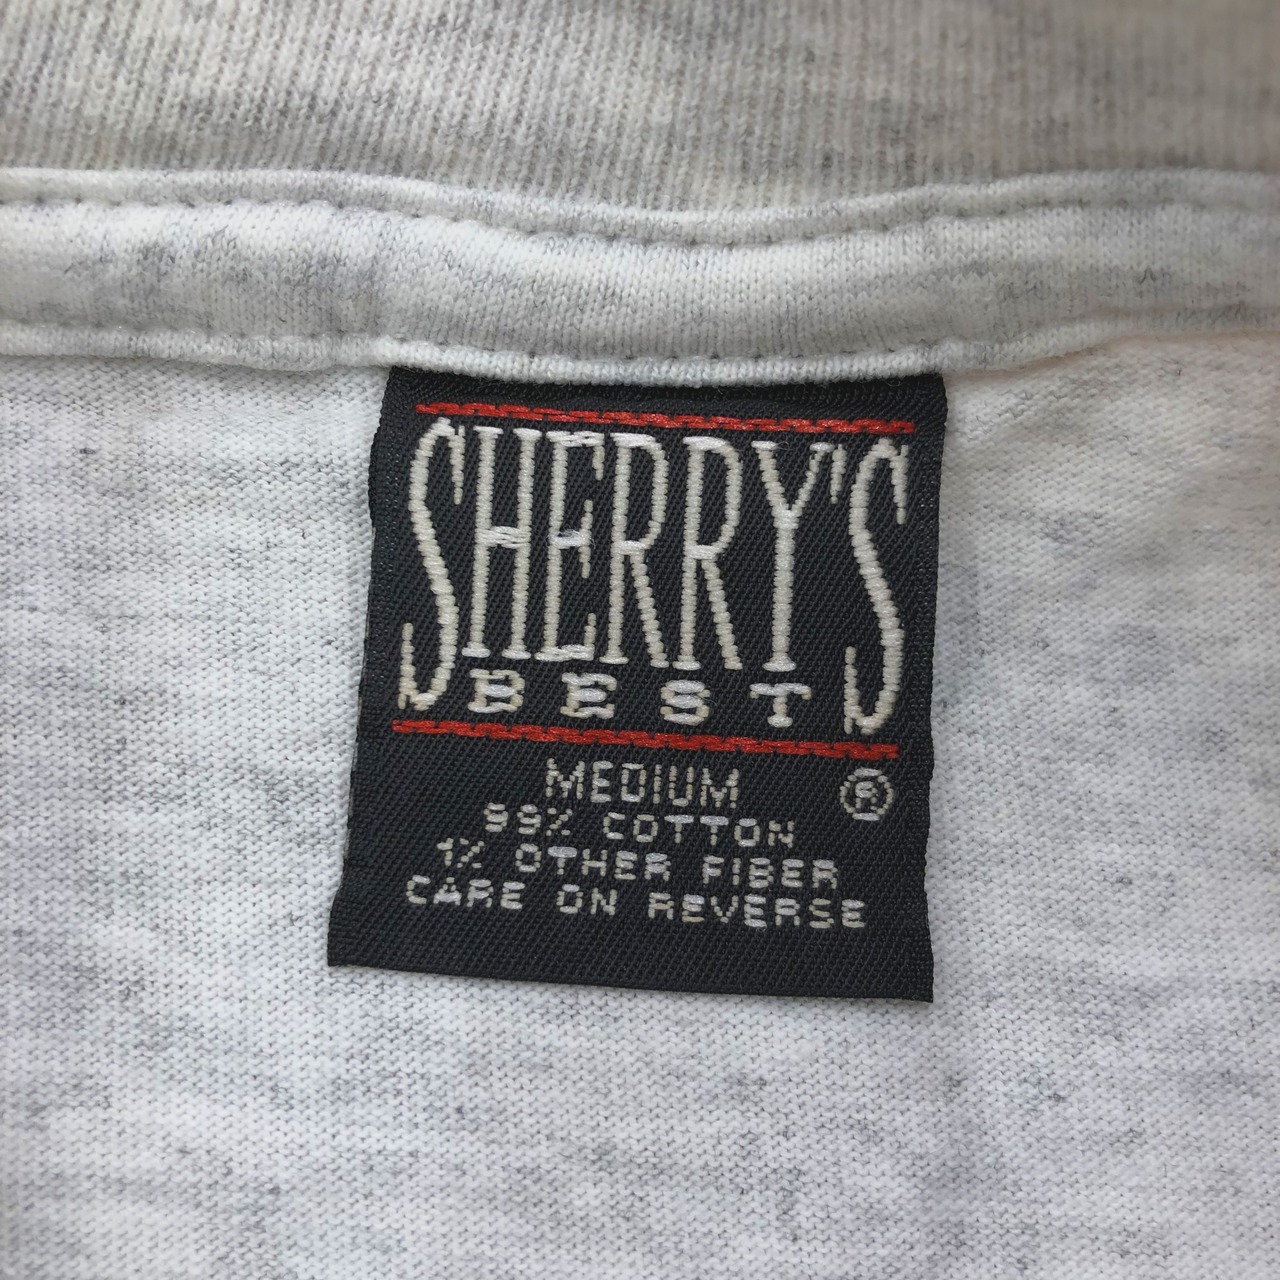 SHERRY'S
BEST
MEDIUM ®
99% COTTON
1% OTHER FIBER
CARE ON REVERSE